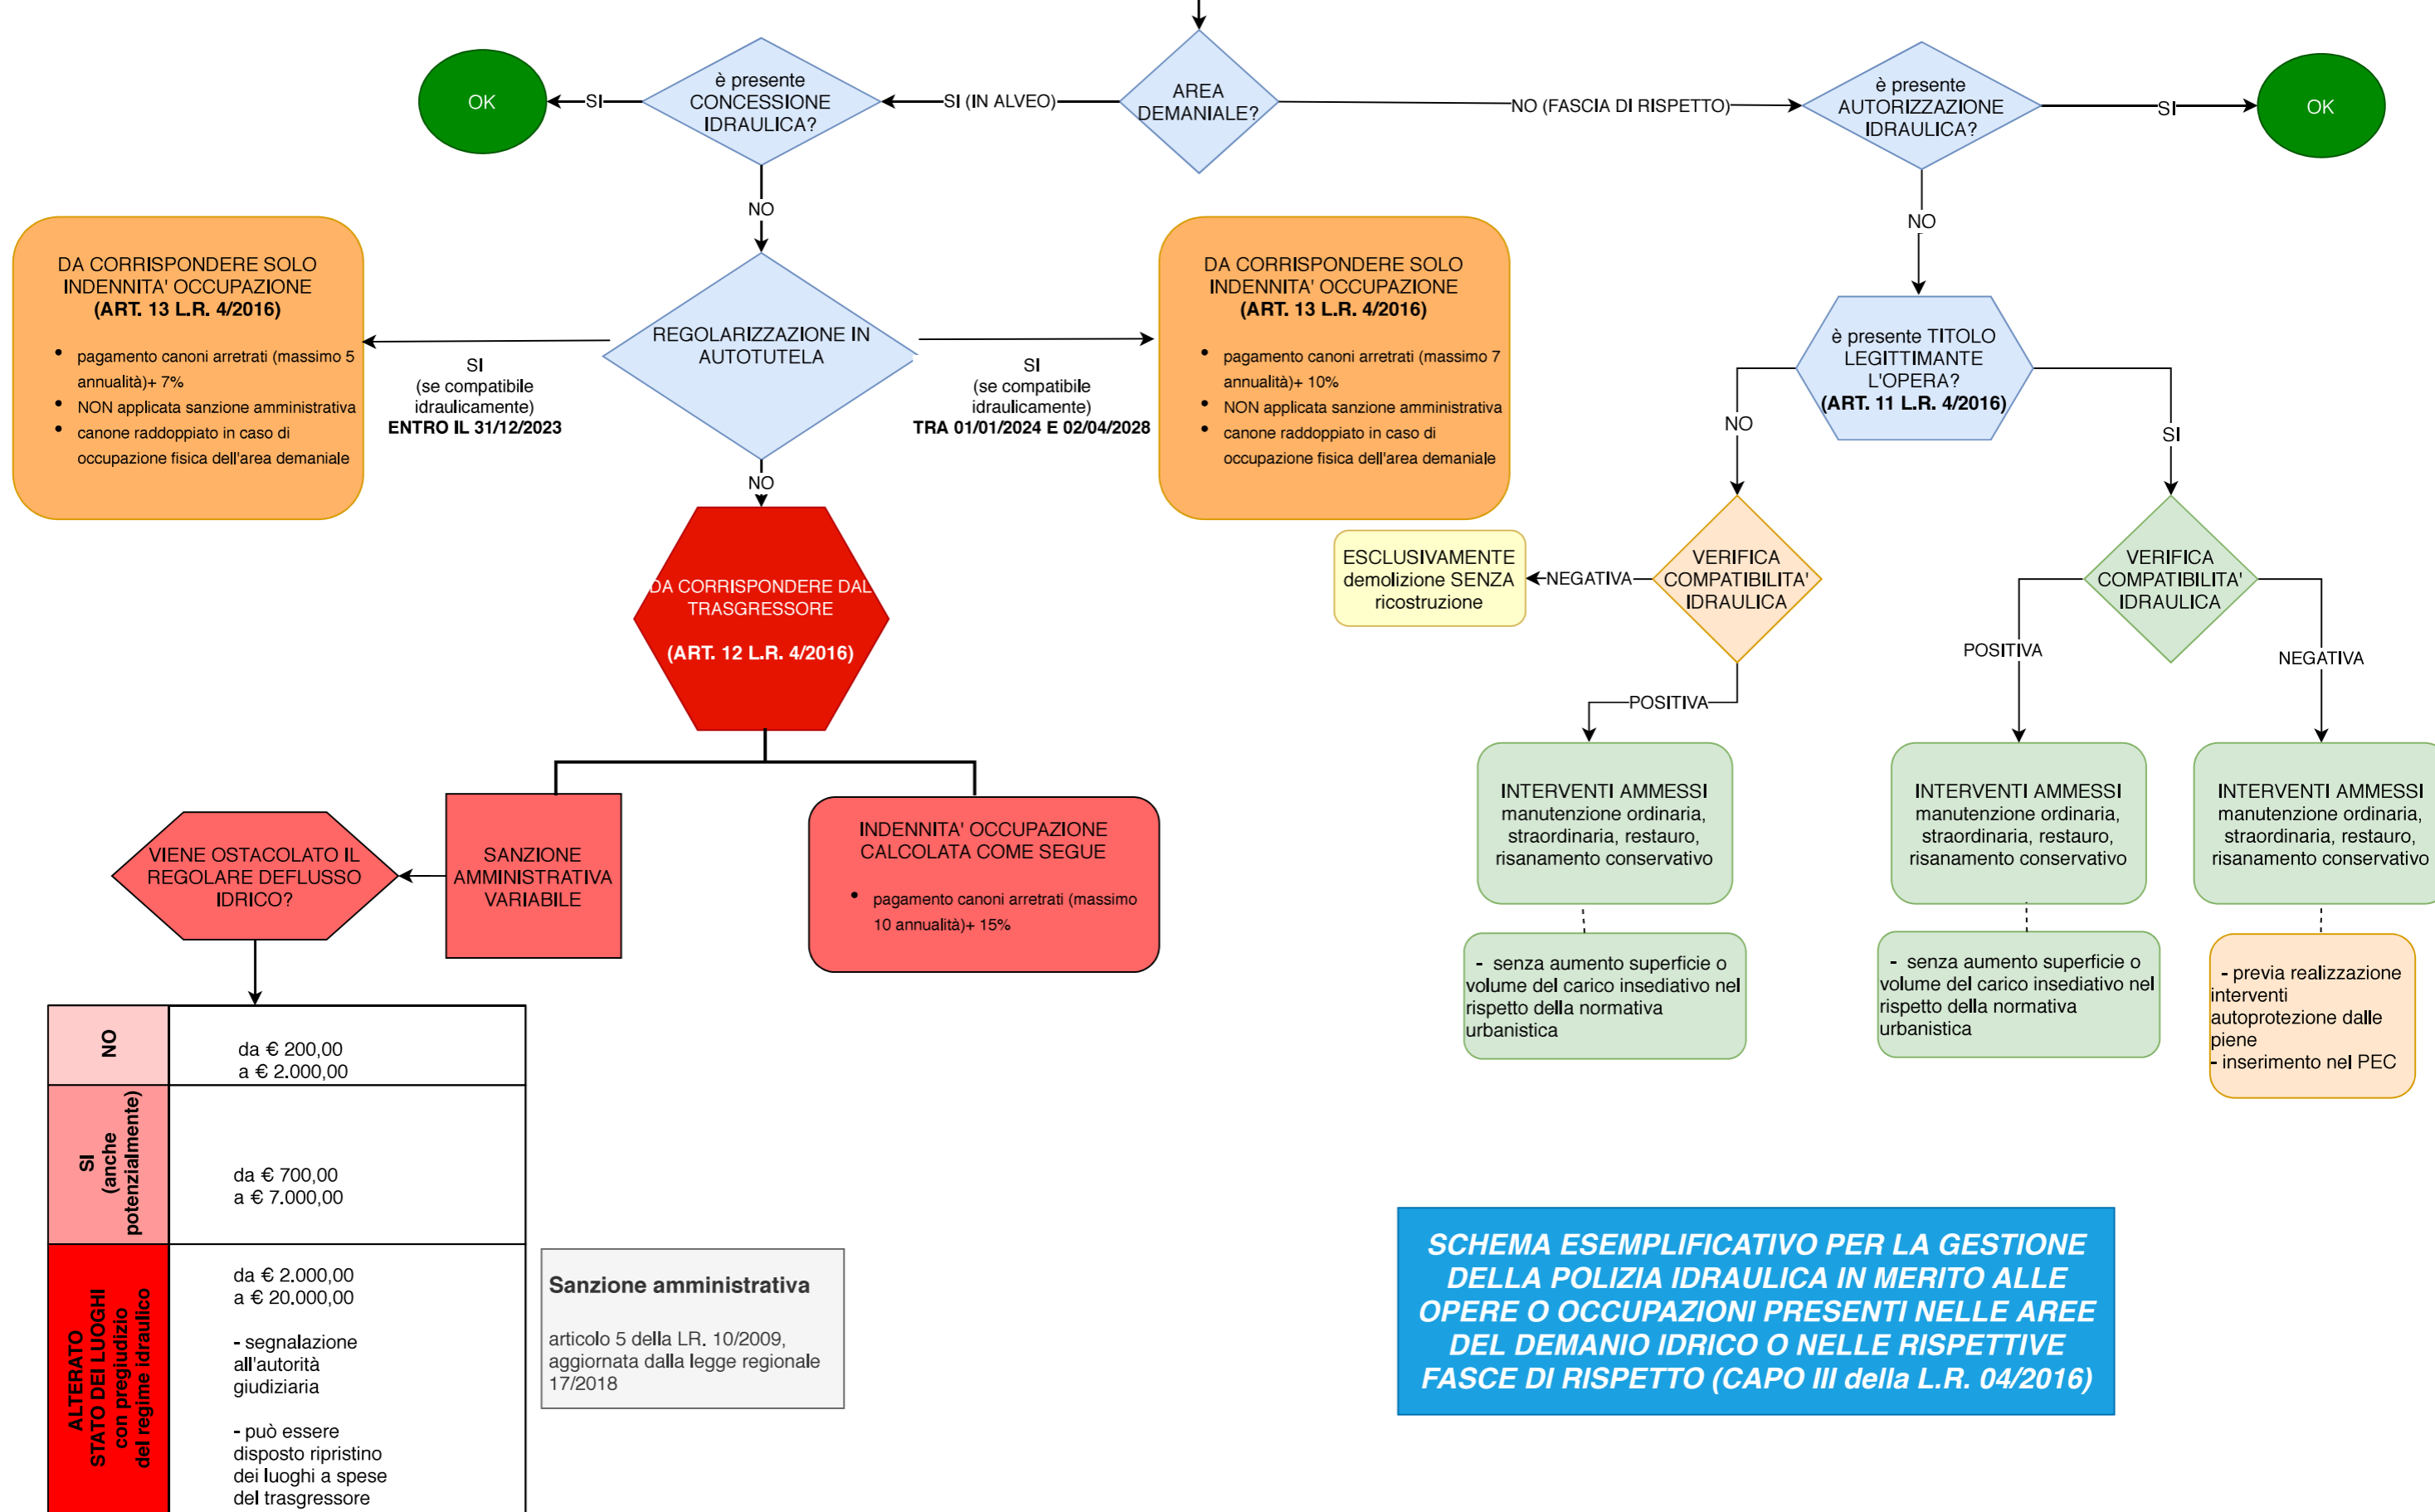 OK
SI
è presente
CONCESSIONE
IDRAULICA?
SI (IN ALVEO)
AREA
DEMANIALE?
NO (FASCIA DI RISPETTO)
è presente
AUTORIZZAZIONE
IDRAULICA?
SI
OK
NO
NO
DA CORRISPONDERE SOLO
INDENNITA' OCCUPAZIONE
(ART. 13 L.R. 4/2016)
• pagamento canoni arretrati (massimo 5
annualità)+ 7%
• NON applicata sanzione amministrativa
• canone raddoppiato in caso di
occupazione fisica dell'area demaniale
SI
(se compatibile
idraulicamente)
ENTRO IL 31/12/2023
REGOLARIZZAZIONE IN
AUTOTUTELA
SI
(se compatibile
idraulicamente)
TRA 01/01/2024 E 02/04/2028
DA CORRISPONDERE SOLO
INDENNITA' OCCUPAZIONE
(ART. 13 L.R. 4/2016)
• pagamento canoni arretrati (massimo 7
annualità)+ 10%
• NON applicata sanzione amministrativa
• canone raddoppiato in caso di
occupazione fisica dell'area demaniale
è presente TITOLO
LEGITTIMANTE
L'OPERA?
(ART. 11 L.R. 4/2016)
NO
SI
NO
DA CORRISPONDERE DAL
TRASGRESSORE
(ART. 12 L.R. 4/2016)
ESCLUSIVAMENTE
demolizione SENZA
ricostruzione
NEGATIVA
VERIFICA
COMPATIBILITA'
IDRAULICA
POSITIVA
VERIFICA
COMPATIBILITA'
IDRAULICA
POSITIVA
NEGATIVA
VIENE OSTACOLATO IL
REGOLARE DEFLUSSO
IDRICO?
SANZIONE
AMMINISTRATIVA
VARIABILE
INDENNITA' OCCUPAZIONE
CALCOLATA COME SEGUE
• pagamento canoni arretrati (massimo
10 annualità)+ 15%
INTERVENTI AMMESSI
manutenzione ordinaria,
straordinaria, restauro,
risanamento conservativo
INTERVENTI AMMESSI
manutenzione ordinaria,
straordinaria, restauro,
risanamento conservativo
INTERVENTI AMMESSI
manutenzione ordinaria,
straordinaria, restauro,
risanamento conservativo
- senza aumento superficie o
volume del carico insediativo nel
rispetto della normativa
urbanistica
- senza aumento superficie o
volume del carico insediativo nel
rispetto della normativa
urbanistica
- previa realizzazione
interventi
autoprotezione dalle
piene
- inserimento nel PEC
NO
da € 200,00
a € 2.000,00
SI
(anche
potenzialmente)
da € 700,00
a € 7.000,00
ALTERATO
STATO DEI LUOGHI
con pregiudizio
del regime idraulico
da € 2.000,00
a € 20.000,00
- segnalazione
all'autorità
giudiziaria
- può essere
disposto ripristino
dei luoghi a spese
del trasgressore
Sanzione amministrativa
articolo 5 della LR. 10/2009,
aggiornata dalla legge regionale
17/2018
SCHEMA ESEMPLIFICATIVO PER LA GESTIONE
DELLA POLIZIA IDRAULICA IN MERITO ALLE
OPERE O OCCUPAZIONI PRESENTI NELLE AREE
DEL DEMANIO IDRICO O NELLE RISPETTIVE
FASCE DI RISPETTO (CAPO III della L.R. 04/2016)